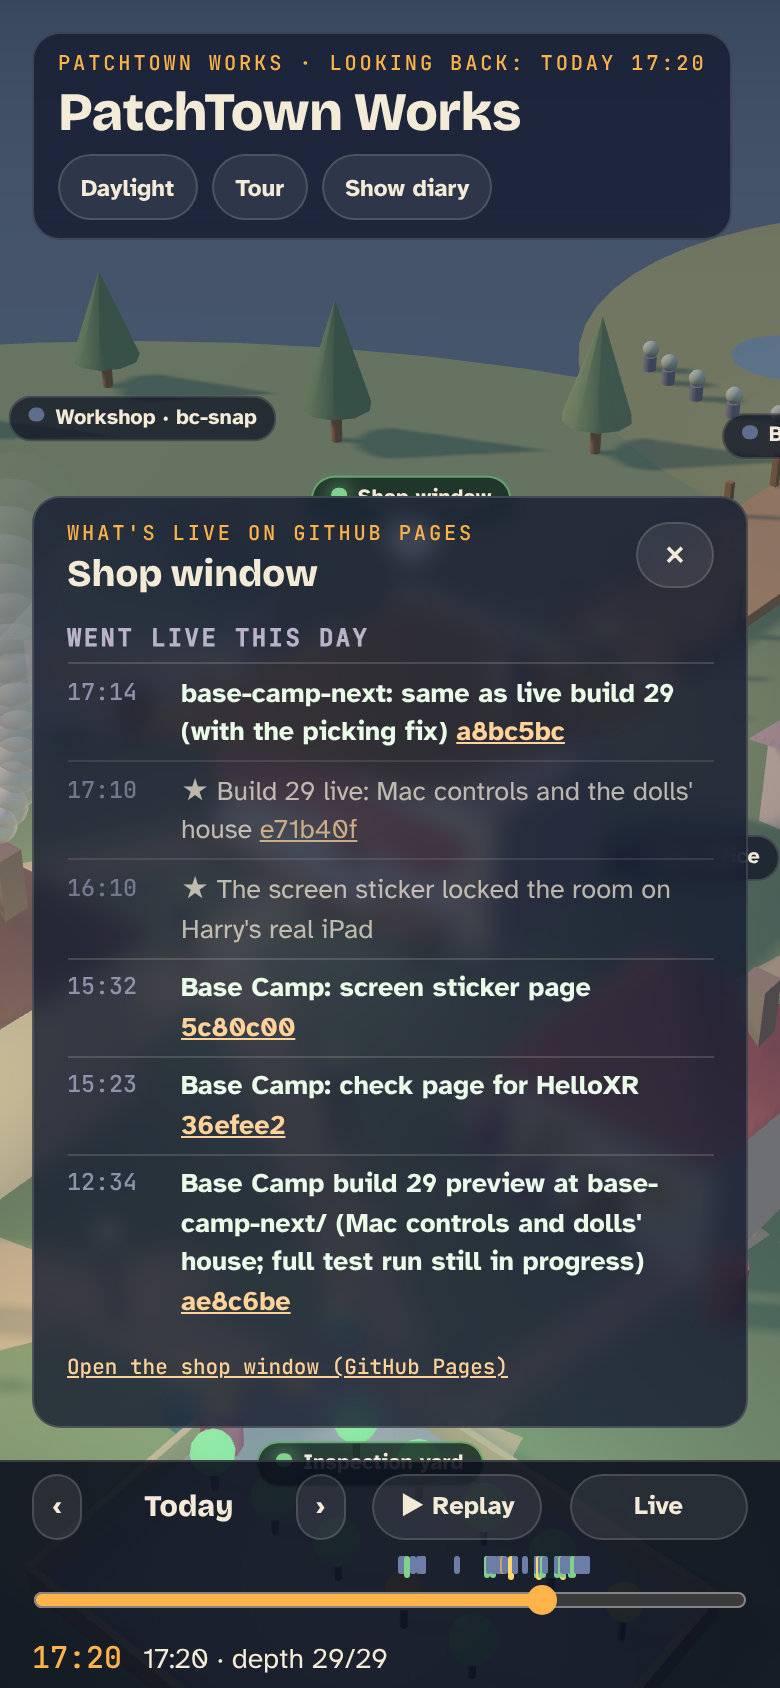 PATCHTOWN WORKS · LOOKING BACK: TODAY 17:20
PatchTown Works
Daylight
Tour
Show diary
Workshop · bc-snap
B
Shop window
WHAT'S LIVE ON GITHUB PAGES
Shop window
✕
WENT LIVE THIS DAY
17:14 base-camp-next: same as live build 29
(with the picking fix) a8bc5bc
17:10 ★ Build 29 live: Mac controls and the dolls'
house e71b40f
16:10 ★ The screen sticker locked the room on
Harry's real iPad
15:32 Base Camp: screen sticker page
5c80c00
15:23 Base Camp: check page for HelloXR
36efee2
12:34 Base Camp build 29 preview at base-
camp-next/ (Mac controls and dolls'
house; full test run still in progress)
ae8c6be
Open the shop window (GitHub Pages)
Inspection yard
‹ Today › ▶ Replay Live
17:20 17:20 · depth 29/29